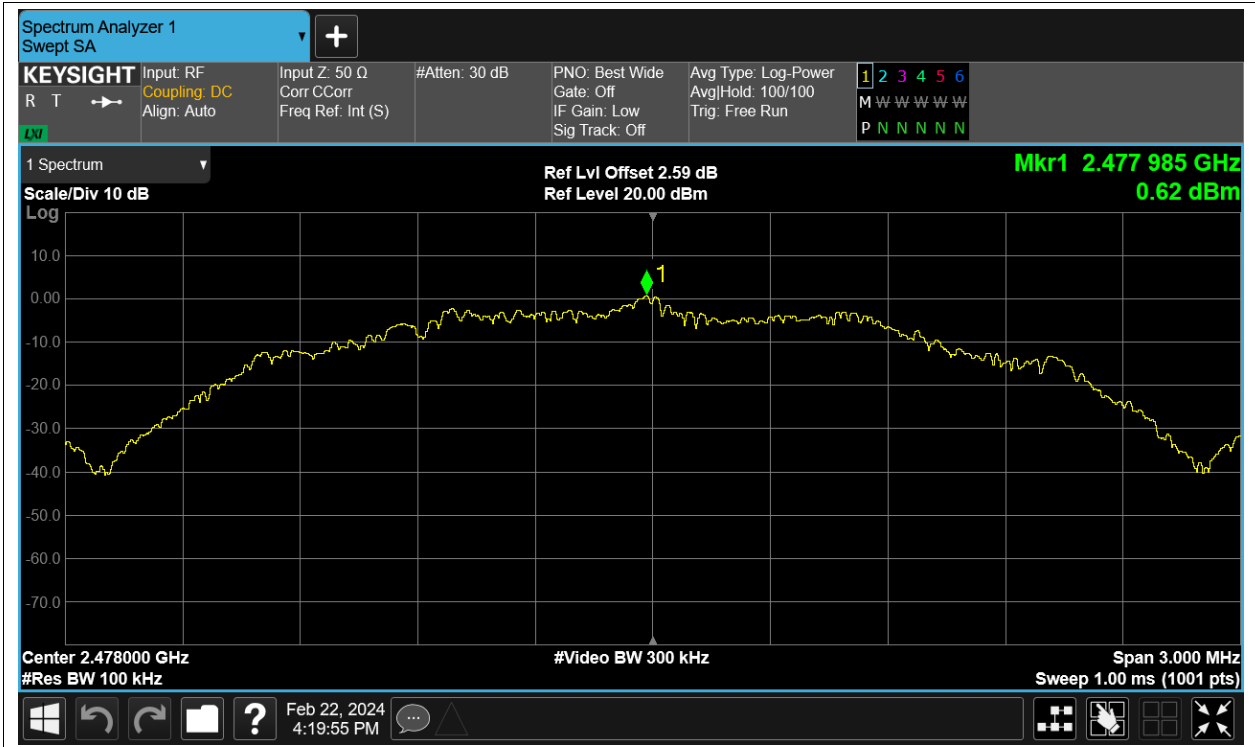 Spectrum Analyzer 1
Swept SA
+
KEYSIGHT
R T
LXI
Input: RF
Coupling: DC
Align: Auto
Input Z: 50 Ω
Corr CCorr
Freq Ref: Int (S)
#Atten: 30 dB
PNO: Best Wide
Gate: Off
IF Gain: Low
Sig Track: Off
Avg Type: Log-Power
Avg|Hold: 100/100
Trig: Free Run
1 2 3 4 5 6
M W W W W W
P N N N N N
1 Spectrum
Scale/Div 10 dB
Log
Ref Lvl Offset 2.59 dB
Ref Level 20.00 dBm
Mkr1 2.477 985 GHz
0.62 dBm
1
10.0
0.00
-10.0
-20.0
-30.0
-40.0
-50.0
-60.0
-70.0
Center 2.478000 GHz
#Res BW 100 kHz
#Video BW 300 kHz
Span 3.000 MHz
Sweep 1.00 ms (1001 pts)
?
Feb 22, 2024
4:19:55 PM